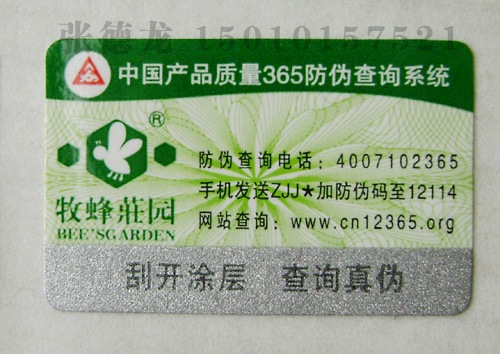 张德龙 15010157521
中国产品质量365防伪查询系统
®
防伪查询电话：4007102365
手机发送ZJJ★加防伪码至12114
网站查询：www.cn12365.org
牧蜂莊园
BEE'SGARDEN
刮开涂层 查询真伪